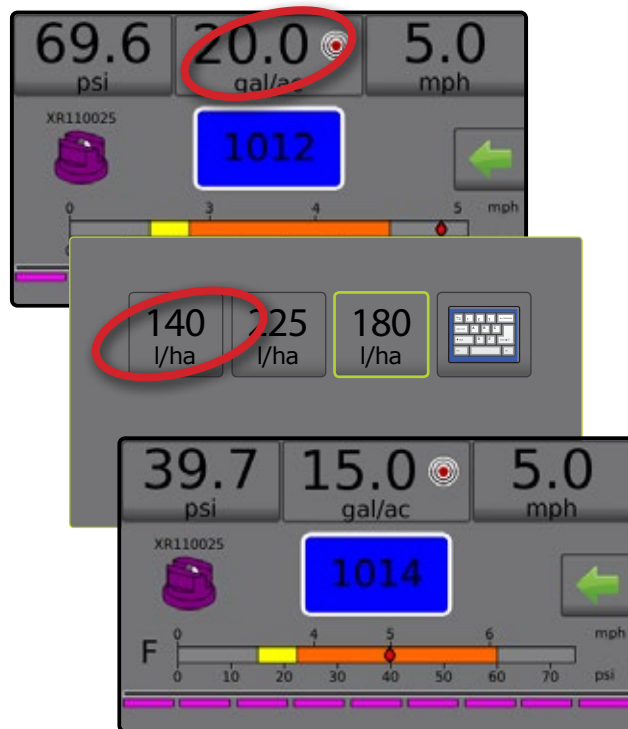 69.6 20.0 5.0
psi gal/ac mph
XR110025
1012
0 3 4 5 mph
140 225 180
l/ha l/ha l/ha
39.7 15.0 5.0
psi gal/ac mph
XR110025
1014
0 4 5 6 mph
F
0 10 20 30 40 50 60 70 psi